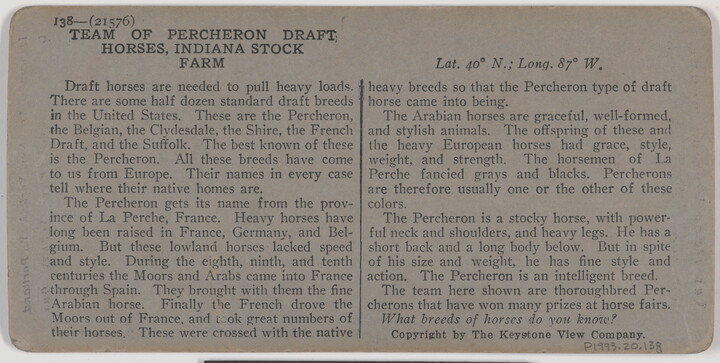 138—(21576)
TEAM OF PERCHERON DRAFT
HORSES, INDIANA STOCK
FARM
Lat. 40° N.; Long. 87° W.
Draft horses are needed to pull heavy loads.
There are some half dozen standard draft breeds
in the United States. These are the Percheron,
the Belgian, the Clydesdale, the Shire, the French
Draft, and the Suffolk. The best known of these
is the Percheron. All these breeds have come
to us from Europe. Their names in every case
tell where their native homes are.
The Percheron gets its name from the prov-
ince of La Perche, France. Heavy horses have
long been raised in France, Germany, and Bel-
gium. But these lowland horses lacked speed
and style. During the eighth, ninth, and tenth
centuries the Moors and Arabs came into France
through Spain. They brought with them the fine
Arabian horse. Finally the French drove the
Moors out of France, and took great numbers of
their horses. These were crossed with the native
heavy breeds so that the Percheron type of draft
horse came into being.
The Arabian horses are graceful, well-formed,
and stylish animals. The offspring of these and
the heavy European horses had grace, style,
weight, and strength. The horsemen of La
Perche fancied grays and blacks. Percherons
are therefore usually one or the other of these
colors.
The Percheron is a stocky horse, with power-
ful neck and shoulders, and heavy legs. He has a
short back and a long body below. But in spite
of his size and weight, he has fine style and
action. The Percheron is an intelligent breed.
The team here shown are thoroughbred Per-
cherons that have won many prizes at horse fairs.
What breeds of horses do you know?
Copyright by The Keystone View Company.
P1993.20.138